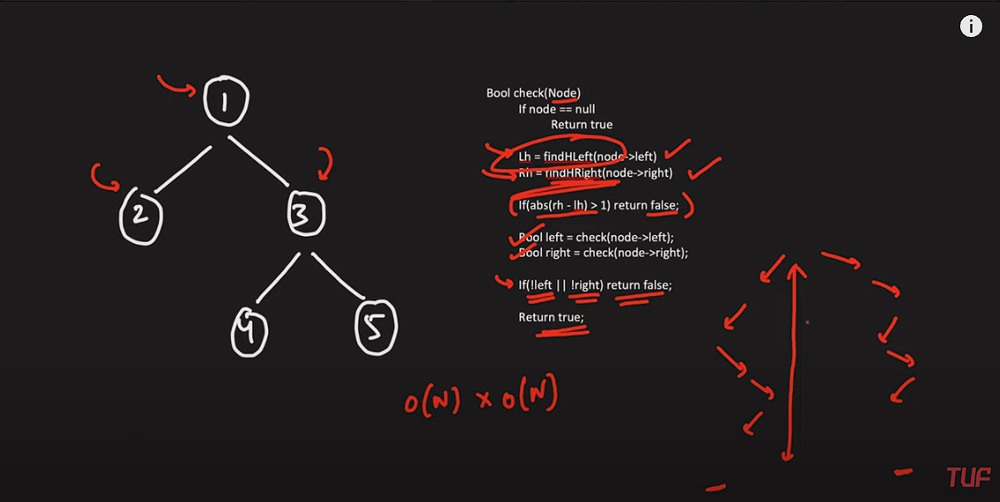 1
2
3
4
5
Bool check(Node)
If node == null
Return true
Lh = findHLeft(node->left)
Rh = findHRight(node->right)
If(abs(rh - lh) > 1) return false;
Bool left = check(node->left);
Bool right = check(node->right);
If(!left || !right) return false;
Return true;
O(N) x O(N)
TUF